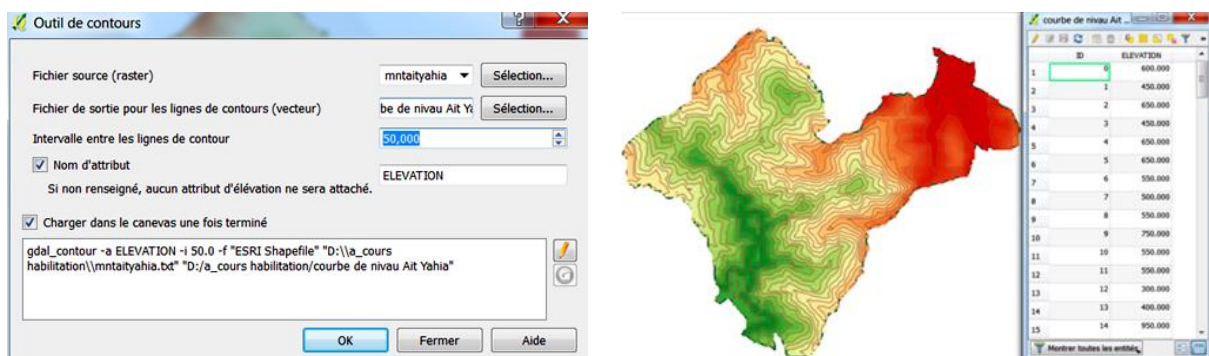 Outil de contours
Fichier source (raster)
mntaityahia
Sélection...
Fichier de sortie pour les lignes de contours (vecteur)
be de nivau Ait Ya
Sélection...
Intervalle entre les lignes de contour
50,000
Nom d'attribut
ELEVATION
Si non renseigné, aucun attribut d'élévation ne sera attaché.
Charger dans le canevas une fois terminé
gdal_contour -a ELEVATION -i 50.0 -f "ESRI Shapefile" "D:\\a_cours
habilitation\\mntaityahia.txt" "D:/a_cours habilitation/courbe de
nivau Ait Yahia"
OK
Fermer
Aide
courbe de nivau Ait ...
ID ELEVATION
1 0 600.000
2 1 450.000
3 2 650.000
4 3 450.000
5 4 650.000
6 5 650.000
7 6 550.000
8 7 500.000
9 8 550.000
10 9 750.000
11 10 550.000
12 11 550.000
13 12 300.000
14 13 400.000
15 14 950.000
Montrer toutes les entités